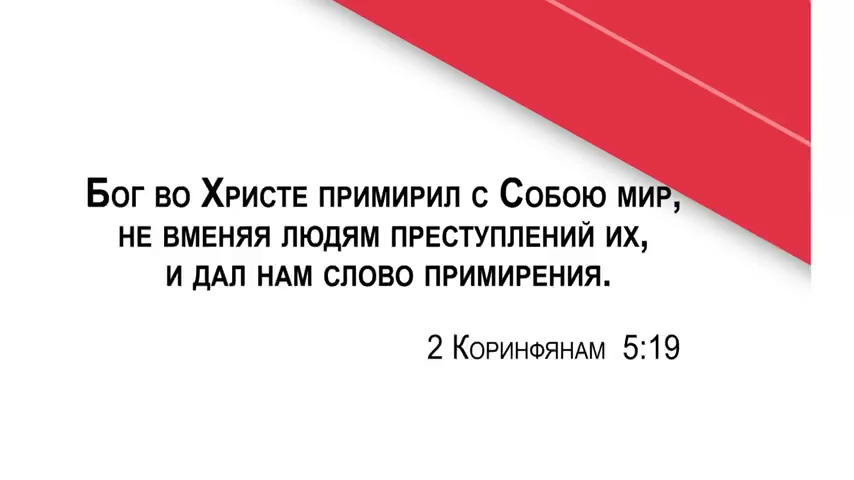 Бог во Христе примирил с Собою мир,
не вменяя людям преступлений их,
и дал нам слово примирения.
2 Коринфянам 5:19